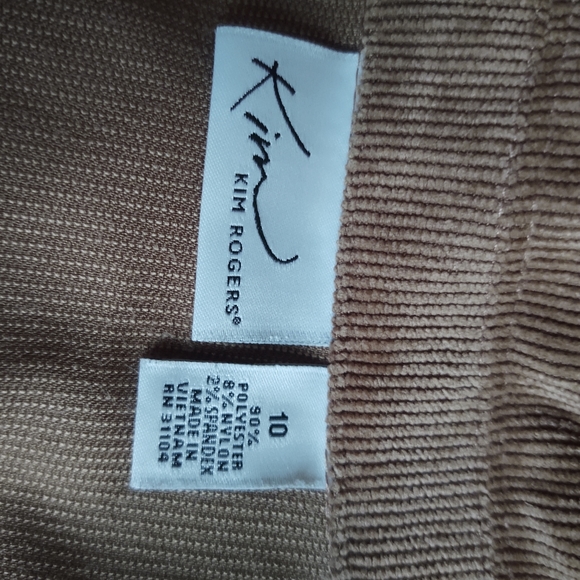 Kim
KIM ROGERS®
10
90%
POLYESTER
8% NYLON
2% SPANDEX
MADE IN
VIETNAM
RN 31104